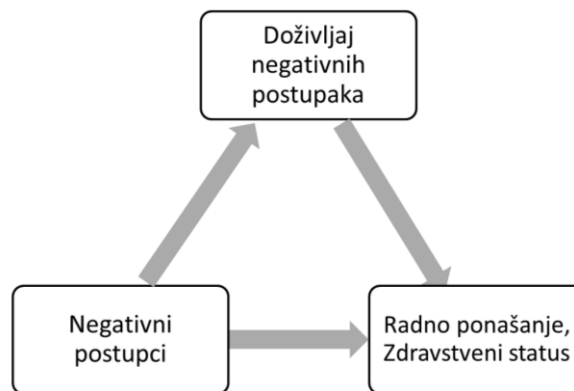 Doživljaj
negativnih
postupaka
Negativni
postupci
Radno ponašanje,
Zdravstveni status